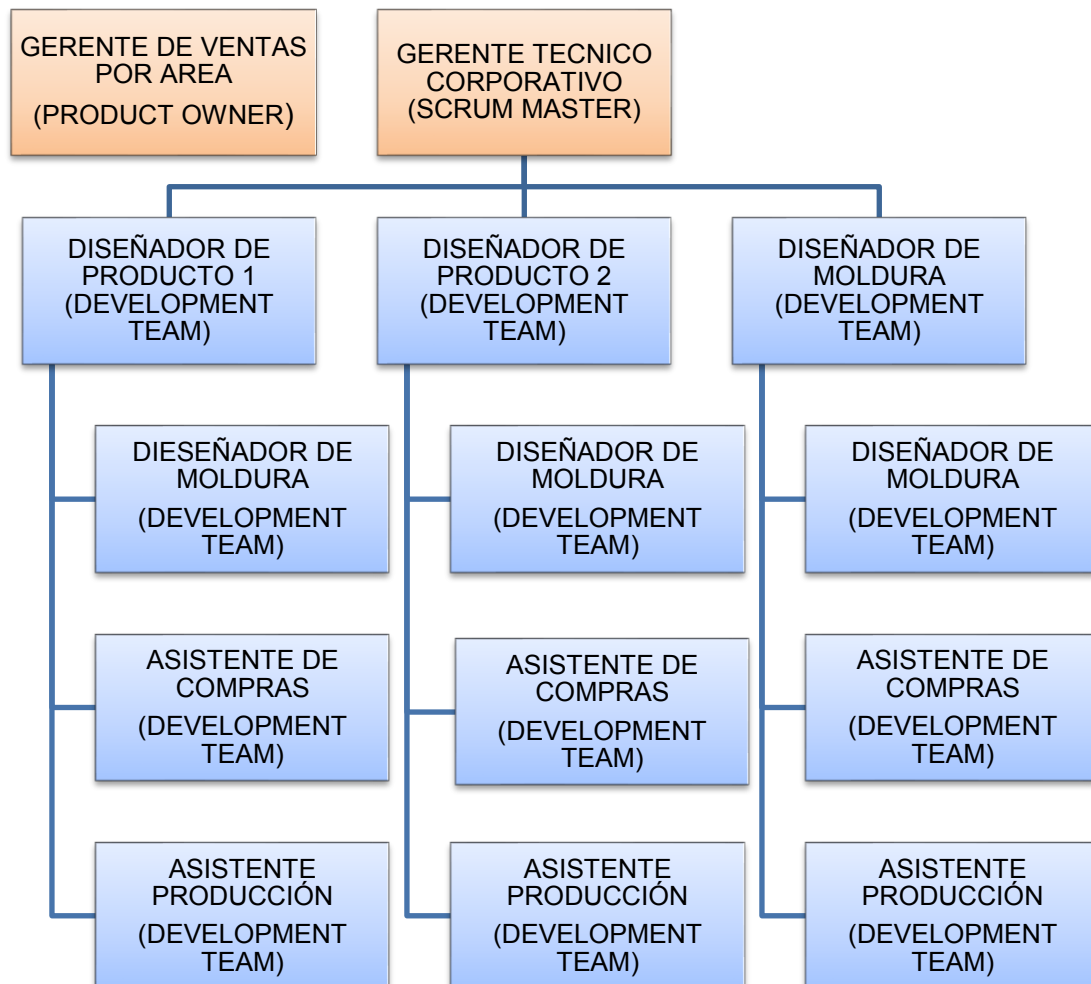 GERENTE DE VENTAS
POR AREA
(PRODUCT OWNER)
GERENTE TECNICO
CORPORATIVO
(SCRUM MASTER)
DISEÑADOR DE
PRODUCTO 1
(DEVELOPMENT
TEAM)
DISEÑADOR DE
PRODUCTO 2
(DEVELOPMENT
TEAM)
DISEÑADOR DE
MOLDURA
(DEVELOPMENT
TEAM)
DIESEÑADOR DE
MOLDURA
(DEVELOPMENT
TEAM)
DISEÑADOR DE
MOLDURA
(DEVELOPMENT
TEAM)
DISEÑADOR DE
MOLDURA
(DEVELOPMENT
TEAM)
ASISTENTE DE
COMPRAS
(DEVELOPMENT
TEAM)
ASISTENTE DE
COMPRAS
(DEVELOPMENT
TEAM)
ASISTENTE DE
COMPRAS
(DEVELOPMENT
TEAM)
ASISTENTE
PRODUCCIÓN
(DEVELOPMENT
TEAM)
ASISTENTE
PRODUCCIÓN
(DEVELOPMENT
TEAM)
ASISTENTE
PRODUCCIÓN
(DEVELOPMENT
TEAM)